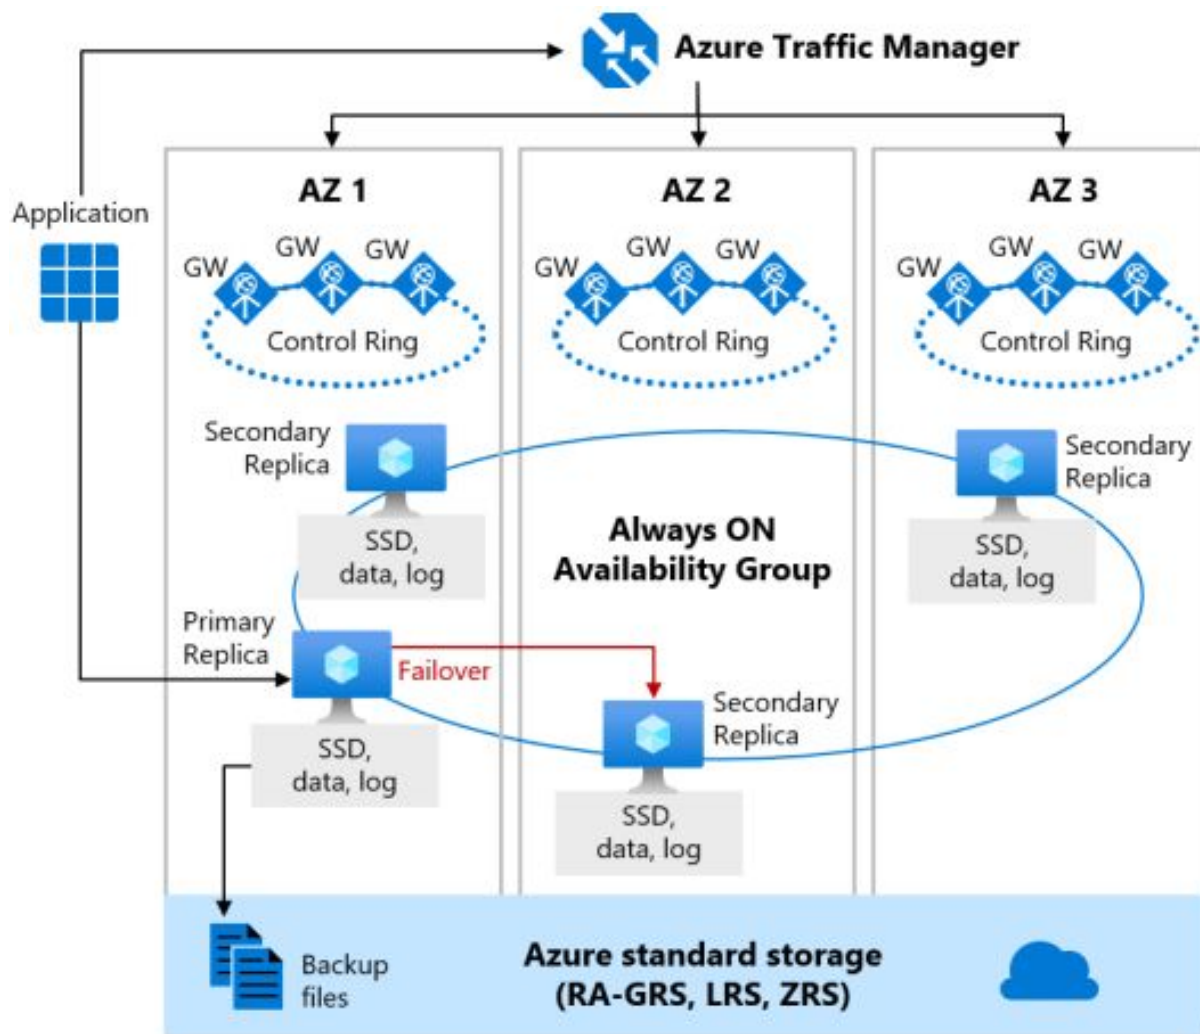 Azure Traffic Manager
Application
AZ 1
AZ 2
AZ 3
GW
GW
GW
Control Ring
GW
GW
GW
Control Ring
GW
GW
GW
Control Ring
Secondary
Replica
SSD,
data, log
Always ON
Availability Group
Secondary
Replica
SSD,
data, log
Primary
Replica
Failover
SSD,
data, log
Secondary
Replica
SSD,
data, log
Backup
files
Azure standard storage
(RA-GRS, LRS, ZRS)